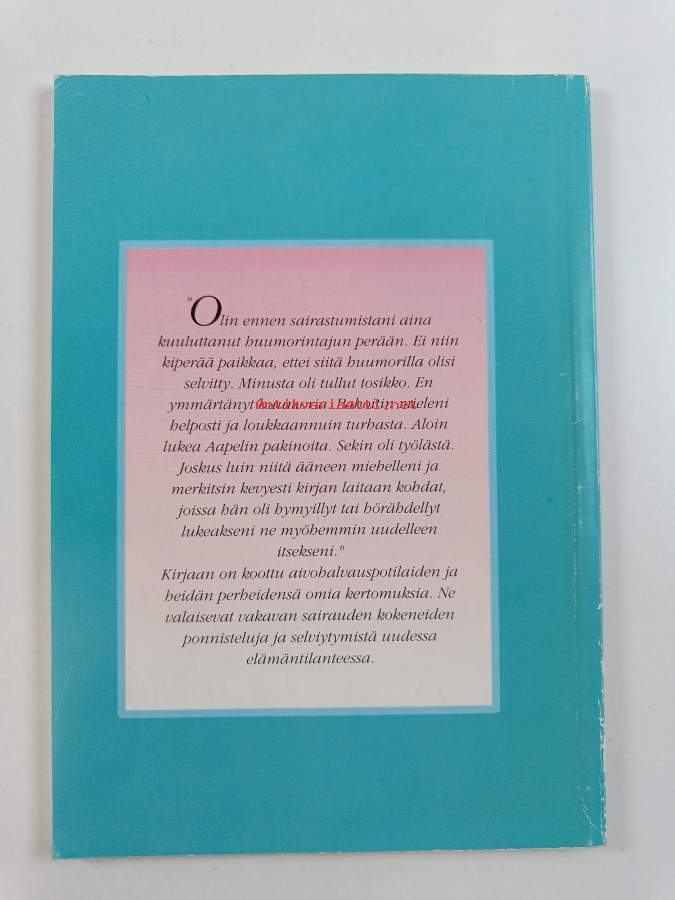 "Olin ennen sairastumistani aina
kuuluttanut huumorintajun perään. Ei niin
kiperää paikkaa, ettei siitä huumorilla olisi
selvitty. Minusta oli tullut tosikko. En
ymmärtänyt huumoria. Pahoitin mieleni
helposti ja loukkaannuin turhasta. Aloin
lukea Aapelin pakinoita. Sekin oli työlästä.
Joskus luin niitä ääneen miehelleni ja
merkitsin kevyesti kirjan laitaan kohdat,
joissa hän oli hymyillyt tai hörähdellyt
lukeakseni ne myöhemmin uudelleen
itsekseni."
Kirjaan on koottu aivohalvauspotilaiden ja
heidän perheidensä omia kertomuksia. Ne
valaisevat vakavan sairauden kokeneiden
ponnisteluja ja selviytymistä uudessa
elämäntilanteessa.